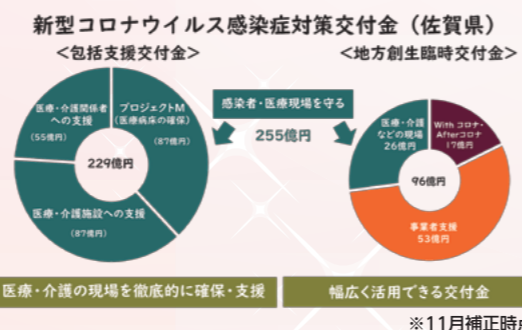 新型コロナウイルス感染症対策交付金（佐賀県）
＜包括支援交付金＞
＜地方創生臨時交付金＞
医療・介護関係者
への支援
（55億円）
プロジェクトM
（医療病床の確保）
（87億円）
229億円
医療・介護施設への支援
（87億円）
感染者・医療現場を守る
255億円
医療・介護
などの現場
26億円
With コロナ・
Afterコロナ
17億円
96億円
事業者支援
53億円
医療・介護の現場を徹底的に確保・支援
幅広く活用できる交付金
※11月補正時点